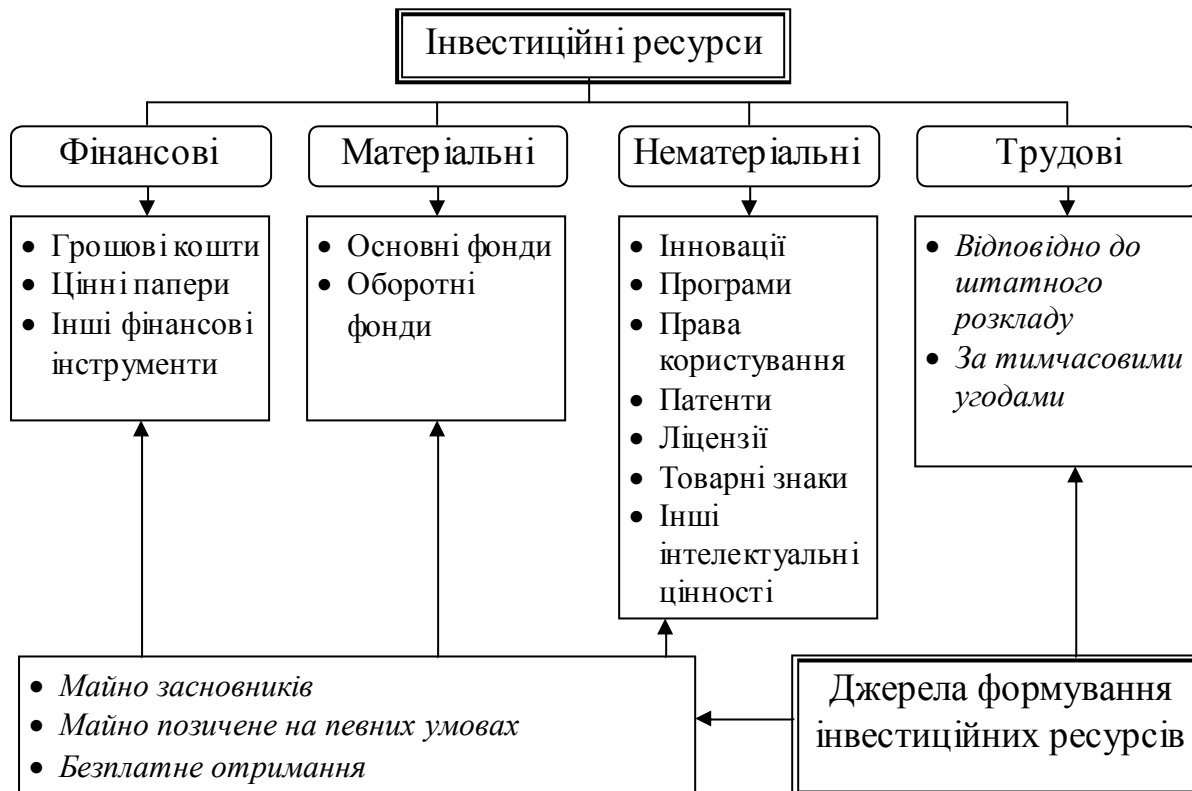 Інвестиційні ресурси
Фінансові
Матеріальні
Нематеріальні
Трудові
• Грошові кошти
• Цінні папери
• Інші фінансові
інструменти
• Основні фонди
• Оборотні
фонди
• Інновації
• Програми
• Права
користування
• Патенти
• Ліцензії
• Товарні знаки
• Інші
інтелектуальні
цінності
• Відповідно до
штатного
розкладу
• За тимчасовими
угодами
• Майно засновників
• Майно позичене на певних умовах
• Безплатне отримання
Джерела формування
інвестиційних ресурсів